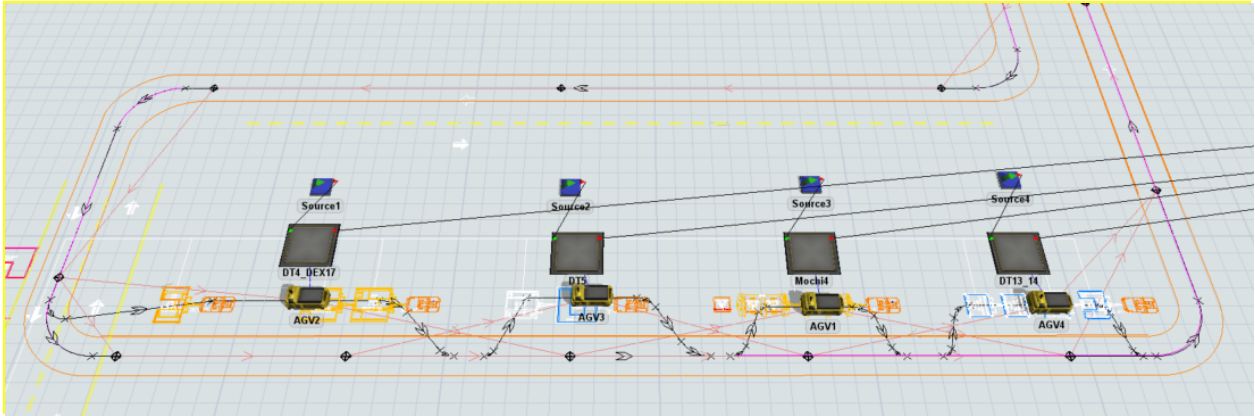 Source1
Source2
Source3
Source4
DT4_DEX17
DT5
Mochi4
DT13_14
AGV2
AGV3
AGV1
AGV4